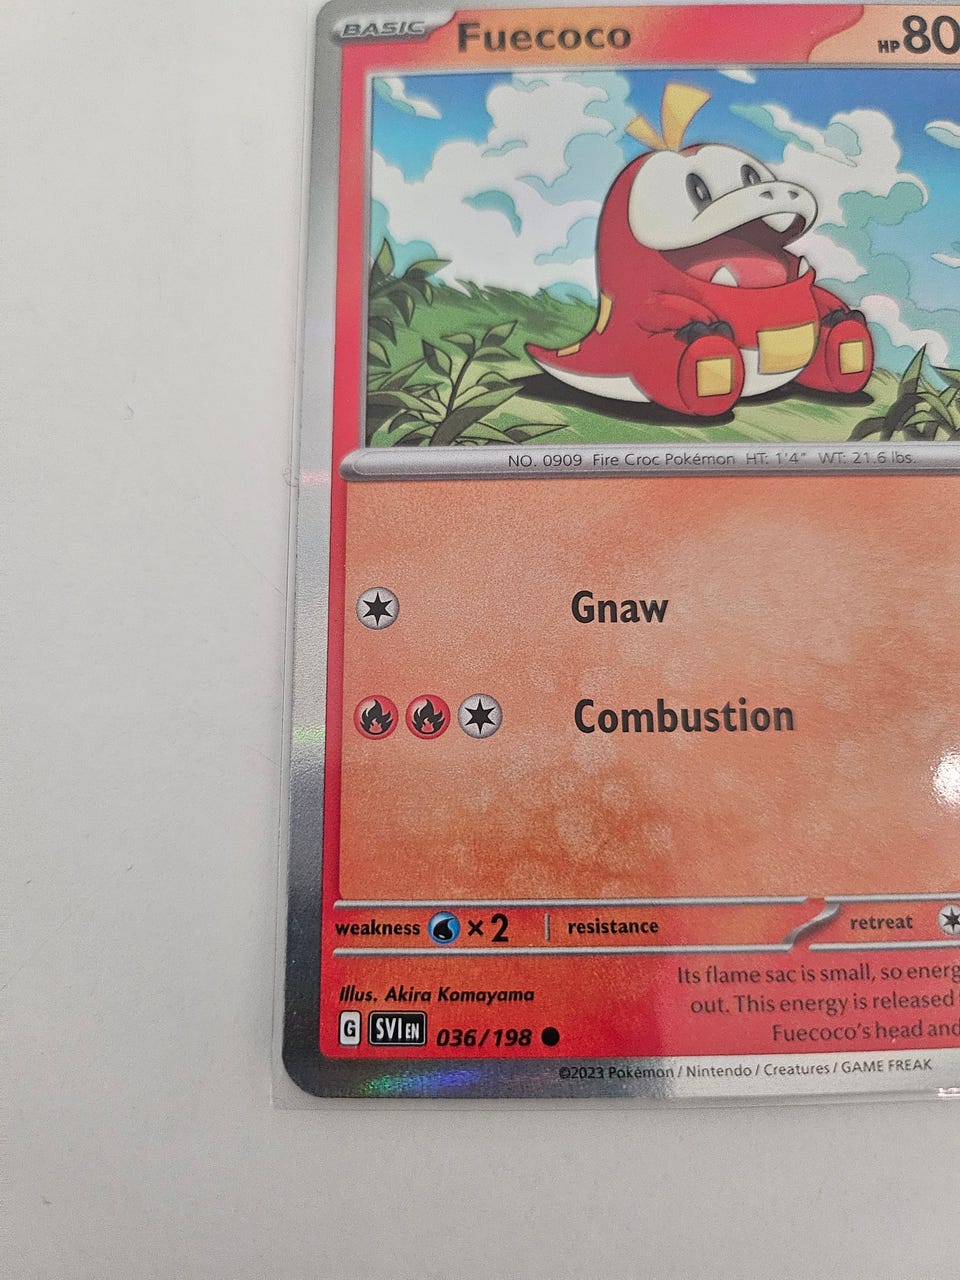 BASIC Fuecoco HP 80
NO. 0909 Fire Croc Pokémon HT: 1'4" WT: 21.6 lbs.
Gnaw
Combustion
weakness ×2 resistance retreat
Illus. Akira Komayama
Its flame sac is small, so energ
out. This energy is released
Fuecoco's head and
G SVI EN 036/198
©2023 Pokémon / Nintendo / Creatures / GAME FREAK